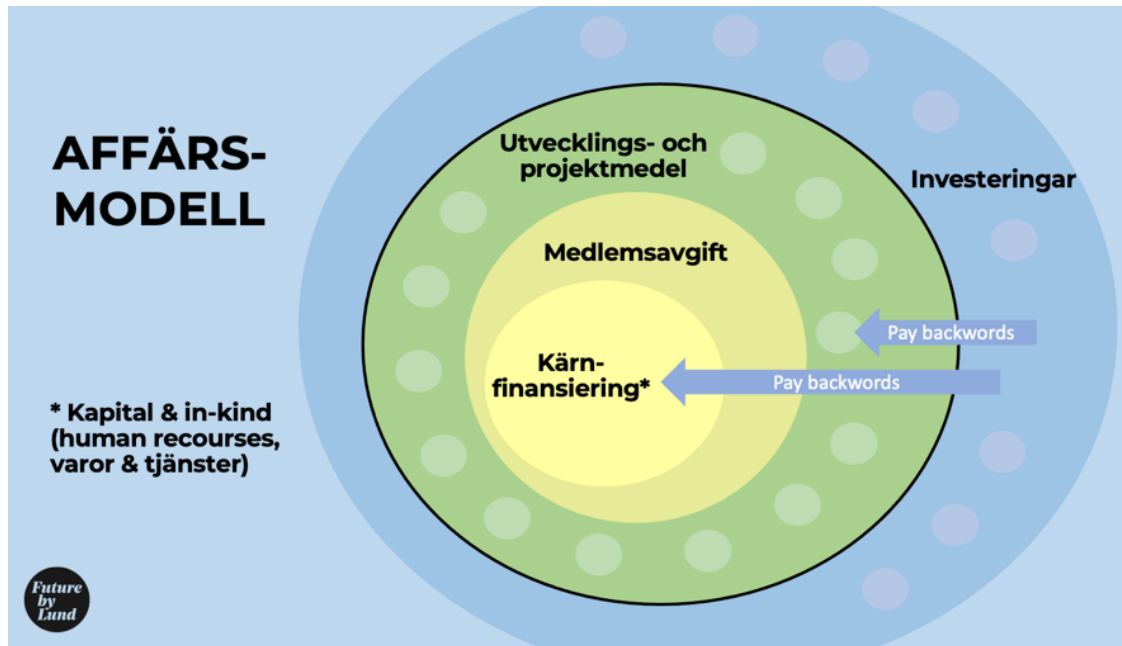 AFFÄRS-
MODELL
Utvecklings- och
projektmedel
Investeringar
Medlemsavgift
Pay backwords
Kärn-
finansiering*
Pay backwords
* Kapital & in-kind
(human recourses,
varor & tjänster)
Future
by
Lund